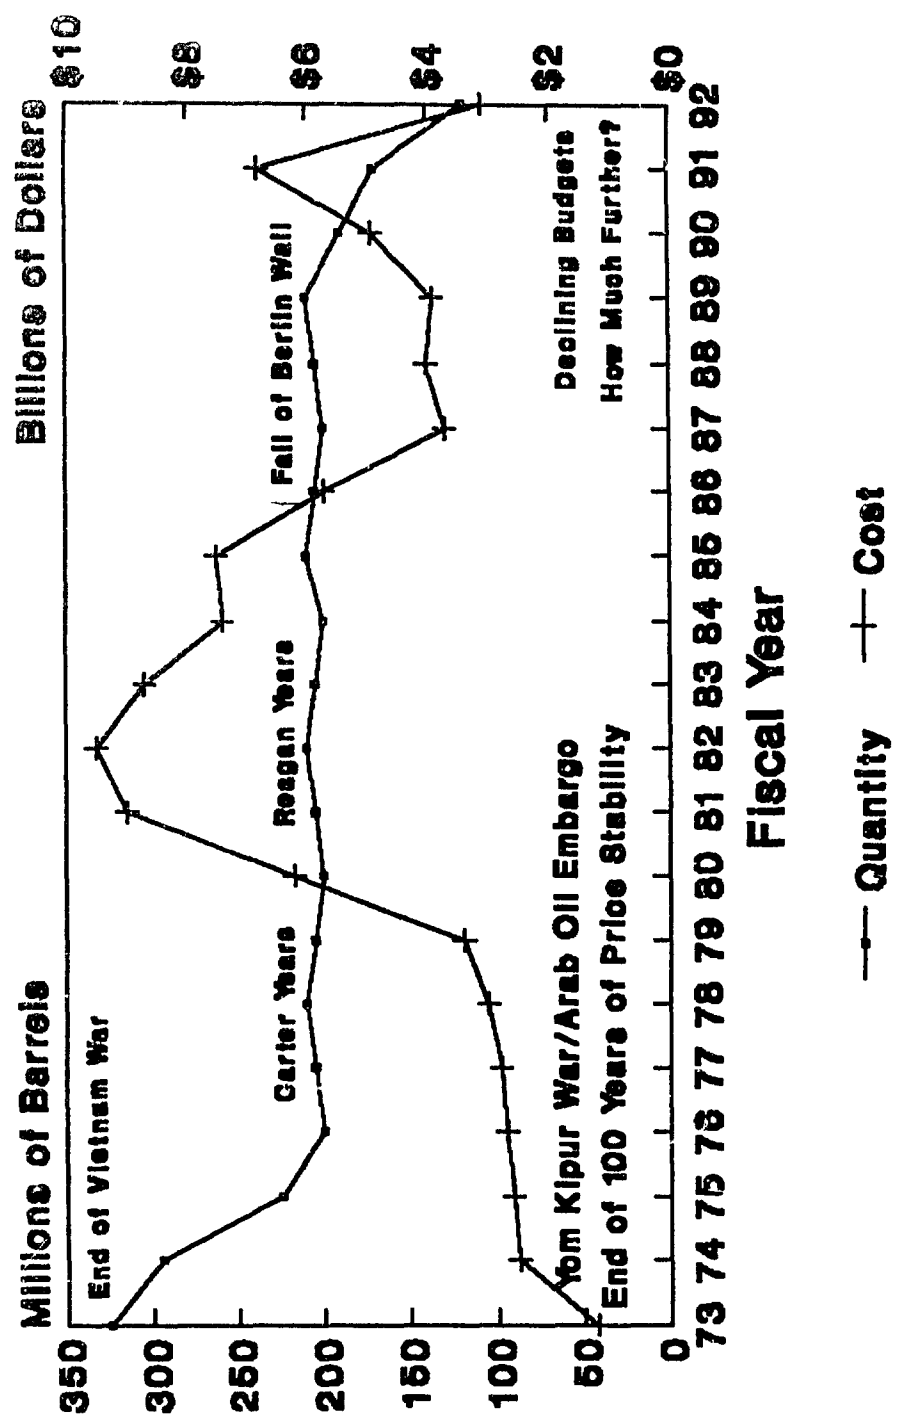 Millions of Barrels
Billions of Dollars
350
300
250
200
150
100
50
0
$10
$8
$6
$4
$2
$0
End of Vietnam War
Carter Years
Reagan Years
Fall of Berlin Wall
Yom Kipur War/Arab Oil Embargo
End of 100 Years of Price Stability
Declining Budgets
How Much Further?
73 74 75 76 77 78 79 80 81 82 83 84 85 86 87 88 89 90 91 92
Fiscal Year
Quantity
Cost